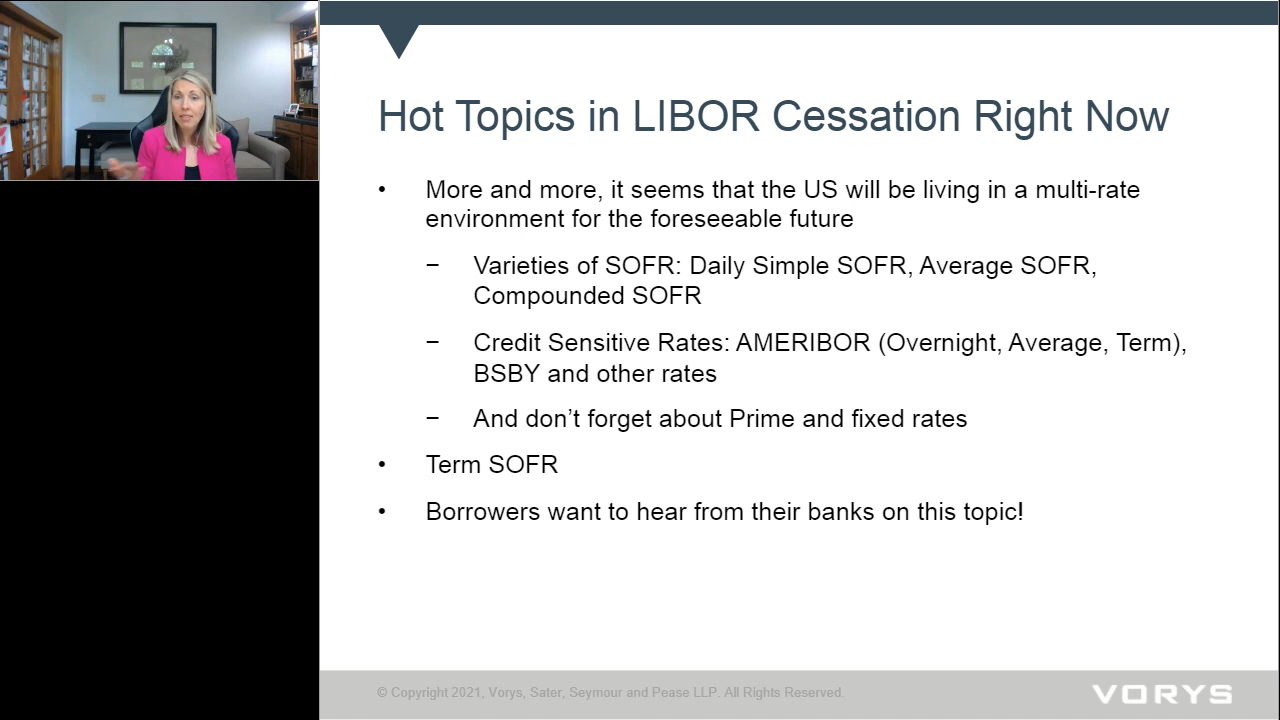 Hot Topics in LIBOR Cessation Right Now
• More and more, it seems that the US will be living in a multi-rate
environment for the foreseeable future
− Varieties of SOFR: Daily Simple SOFR, Average SOFR,
Compounded SOFR
− Credit Sensitive Rates: AMERIBOR (Overnight, Average, Term),
BSBY and other rates
− And don’t forget about Prime and fixed rates
• Term SOFR
• Borrowers want to hear from their banks on this topic!
© Copyright 2021, Vorys, Sater, Seymour and Pease LLP. All Rights Reserved.
VORYS